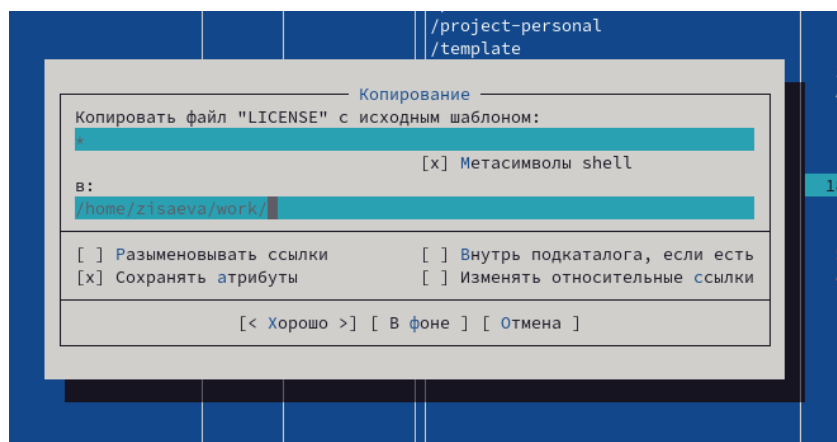 /project-personal
/template
Копирование
Копировать файл "LICENSE" с исходным шаблоном:
*
[x] Метасимволы shell
в:
/home/zisaeva/work/
[ ] Разыменовывать ссылки [ ] Внутрь подкаталога, если есть
[x] Сохранять атрибуты [ ] Изменять относительные ссылки
[< Хорошо >] [ В фоне ] [ Отмена ]